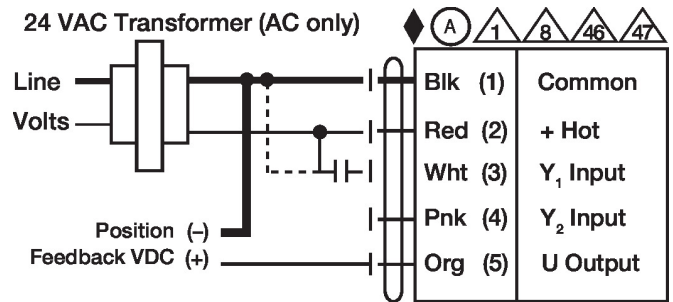 24 VAC Transformer (AC only)
A 1 8 46 47
Line
Volts
Blk (1) Common
Red (2) + Hot
Wht (3) Y1 Input
Pnk (4) Y2 Input
Position (–)
Feedback VDC (+)
Org (5) U Output